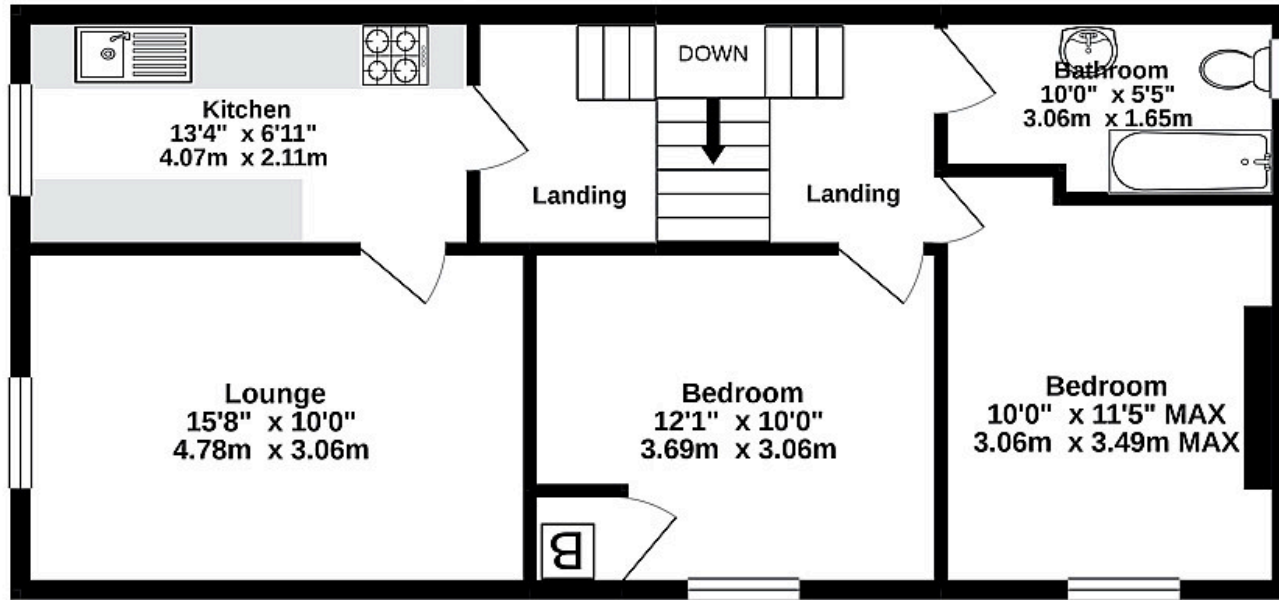 Kitchen
13'4" x 6'11"
4.07m x 2.11m
DOWN
Landing
Landing
Bathroom
10'0" x 5'5"
3.06m x 1.65m
Lounge
15'8" x 10'0"
4.78m x 3.06m
Bedroom
12'1" x 10'0"
3.69m x 3.06m
Bedroom
10'0" x 11'5" MAX
3.06m x 3.49m MAX
B